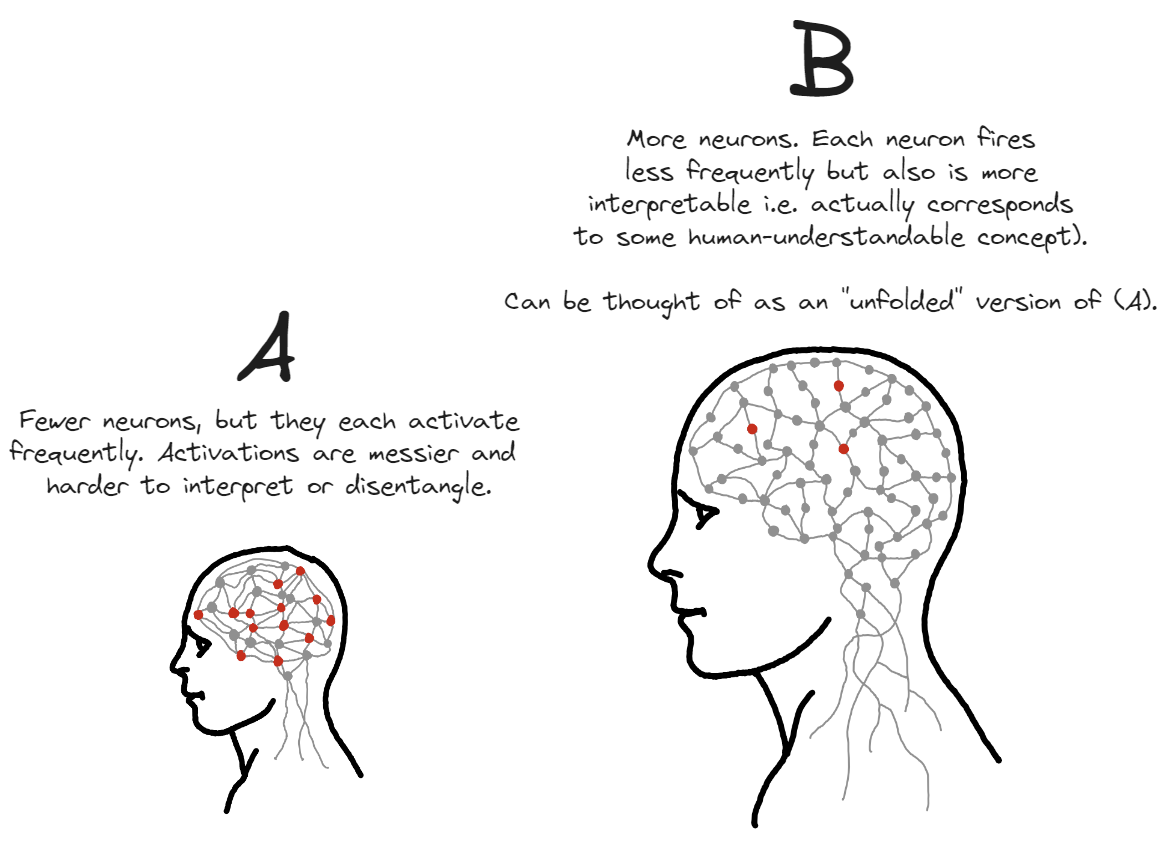 B
More neurons. Each neuron fires
less frequently but also is more
interpretable i.e. actually corresponds
to some human-understandable concept).
Can be thought of as an "unfolded" version of (A).
A
Fewer neurons, but they each activate
frequently. Activations are messier and
harder to interpret or disentangle.